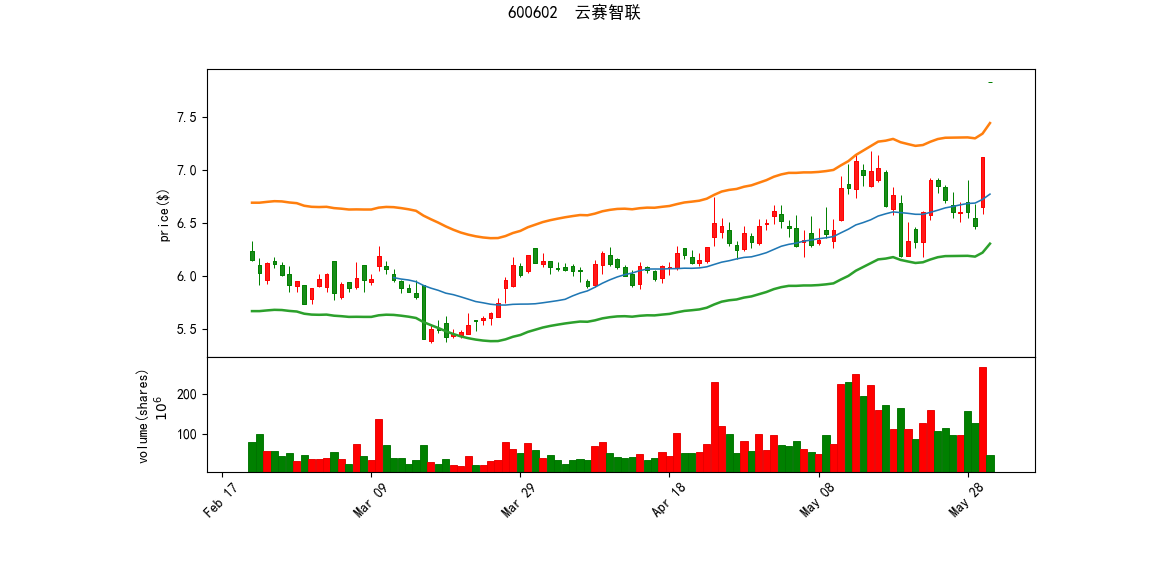 600602 云赛智联
price($)
7.5
7.0
6.5
6.0
5.5
volume(shares)
10^6
200
100
Feb 17
Mar 09
Mar 29
Apr 18
May 08
May 28